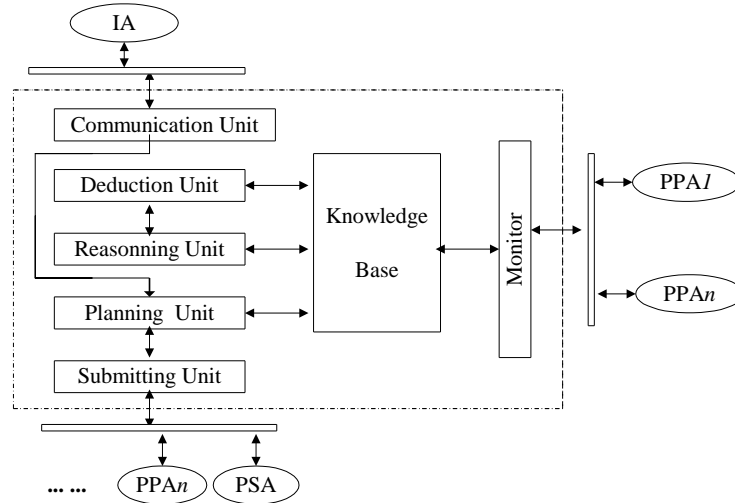 IA
Communication Unit
Deduction Unit
Reasonning Unit
Planning Unit
Submitting Unit
Knowledge
Base
Monitor
PPA1
PPAn
... ...
PPAn
PSA